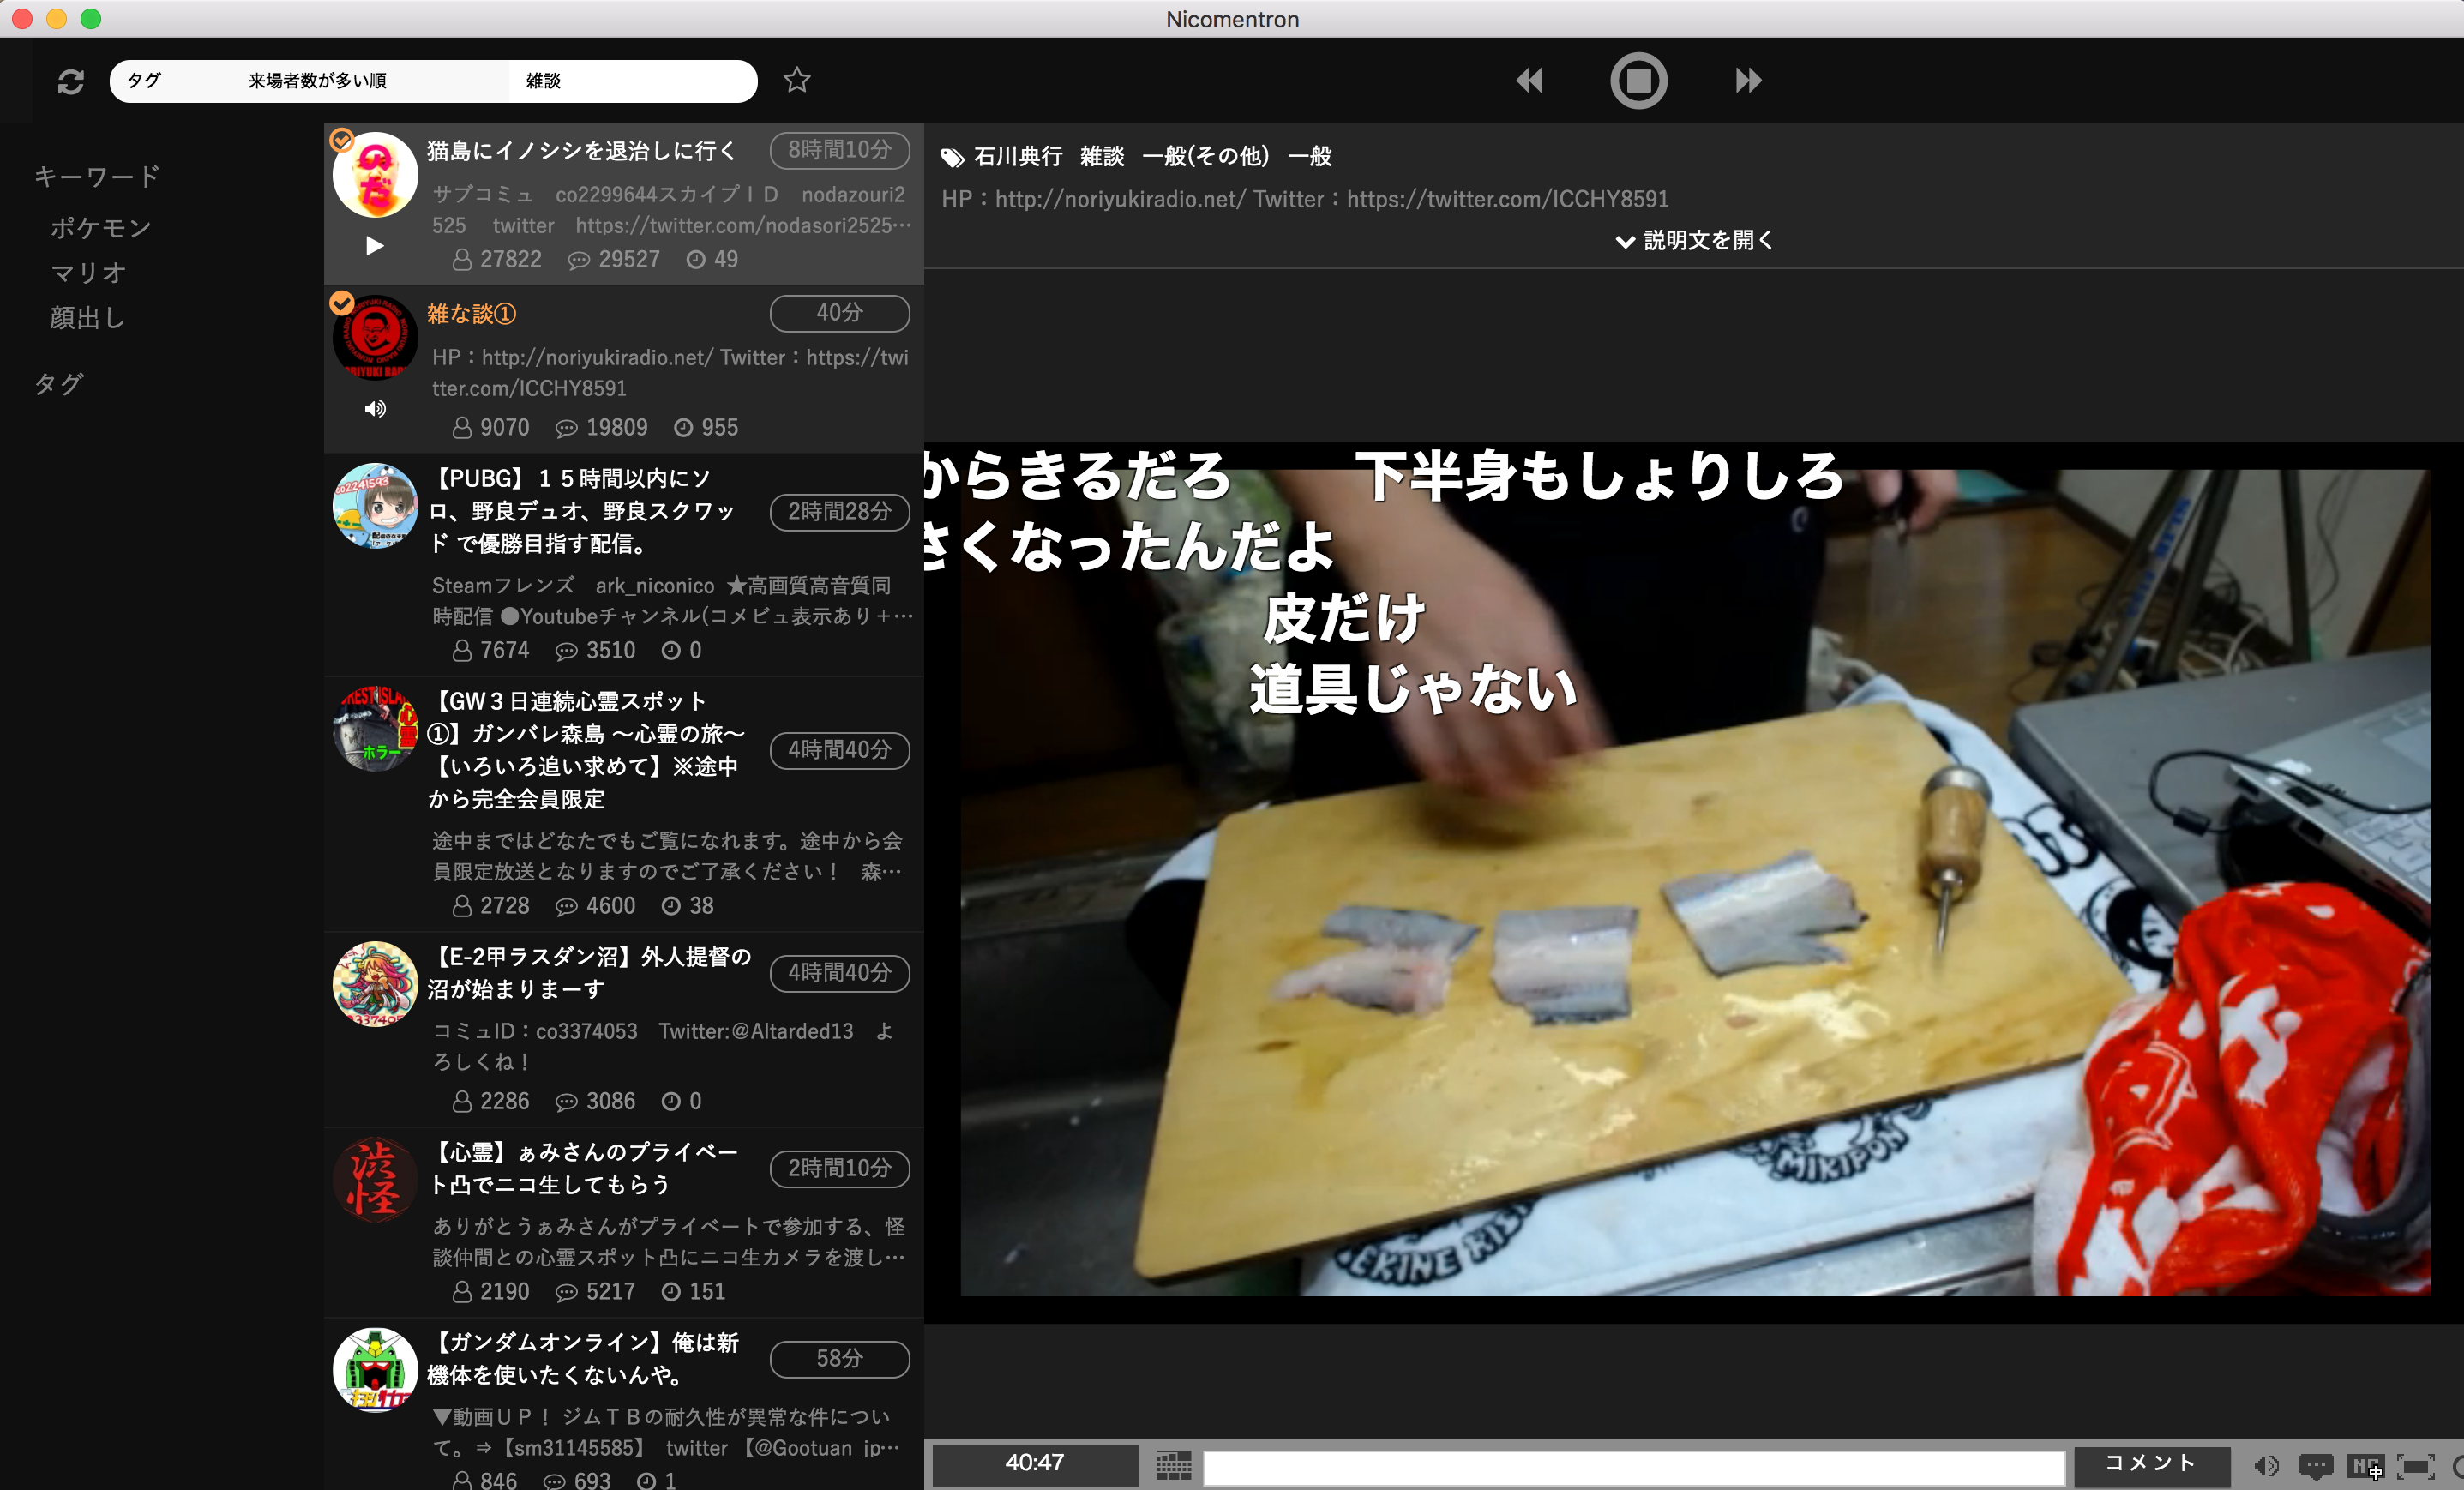 Nicomentron
タグ 来場者数が多い順 雑談
キーワード
ポケモン
マリオ
顔出し
タグ
のだ
猫島にイノシシを退治しに行く 8時間10分
サブコミュ　co2299644スカイプＩＤ　nodazouri2
525　twitter　https://twitter.com/nodasori2525…
27822 29527 49
雑な談① 40分
HP：http://noriyukiradio.net/ Twitter：https://twi
tter.com/ICCHY8591
9070 19809 955
co2241593
【PUBG】１５時間以内にソ
ロ、野良デュオ、野良スクワッ
ド で優勝目指す配信。
2時間28分
Steamフレンズ　ark_niconico ★高画質高音質同
時配信 ●Youtubeチャンネル(コメビュ表示あり＋…
7674 3510 0
ホラー
【GW３日連続心霊スポット
①】ガンバレ森島 〜心霊の旅〜
【いろいろ追い求めて】※途中
から完全会員限定
4時間40分
途中まではどなたでもご覧になれます。途中から会
員限定放送となりますのでご了承ください！　森…
2728 4600 38
【E-2甲ラスダン沼】外人提督の
沼が始まりまーす
4時間40分
コミュID：co3374053　Twitter:@Altarded13　よ
ろしくね！
2286 3086 0
渋怪
【心霊】ぁみさんのプライベー
ト凸でニコ生してもらう
2時間10分
ありがとうぁみさんがプライベートで参加する、怪
談仲間との心霊スポット凸にニコ生カメラを渡し…
2190 5217 151
【ガンダムオンライン】俺は新
機体を使いたくないんや。
58分
▼動画ＵＰ！ ジムＴＢの耐久性が異常な件につい
て。⇒【sm31145585】 twitter 【@Gootuan_jp…
846 693 1
石川典行 雑談 一般(その他) 一般
HP：http://noriyukiradio.net/ Twitter：https://twitter.com/ICCHY8591
説明文を開く
からきるだろ 下半身もしょりしろ
さくなったんだよ
皮だけ
道具じゃない
MIKIPON
40:47 コメント